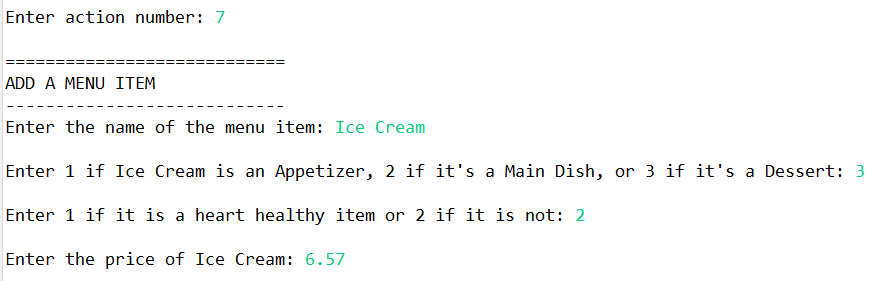 Enter action number: 7
============================
ADD A MENU ITEM
----------------------------
Enter the name of the menu item: Ice Cream
Enter 1 if Ice Cream is an Appetizer, 2 if it's a Main Dish, or 3 if it's a Dessert: 3
Enter 1 if it is a heart healthy item or 2 if it is not: 2
Enter the price of Ice Cream: 6.57